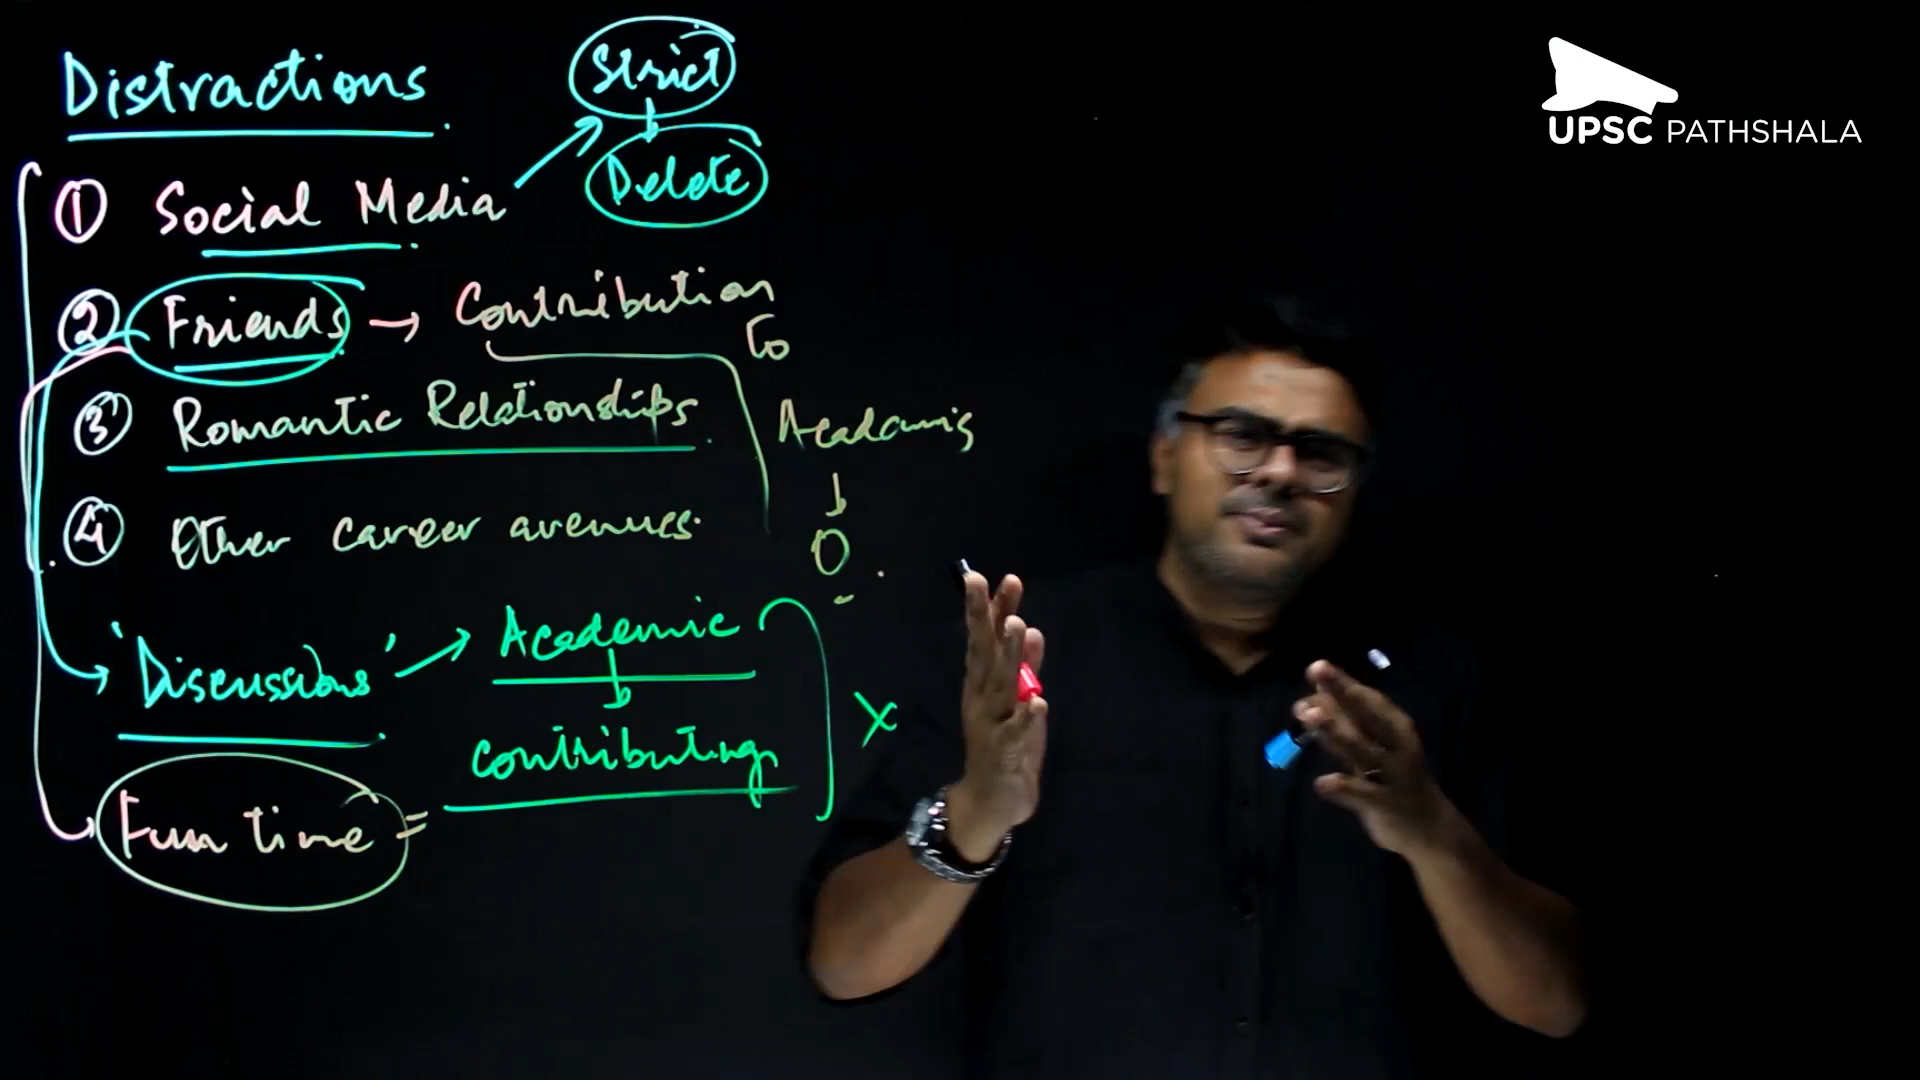 Distractions
Strict
Delete
① Social Media
② Friends → Contribution
to
Academics
0
③ Romantic Relationships
④ Other career avenues.
'Discussions' → Academic
contributing
X
Fun time =
UPSC PATHSHALA